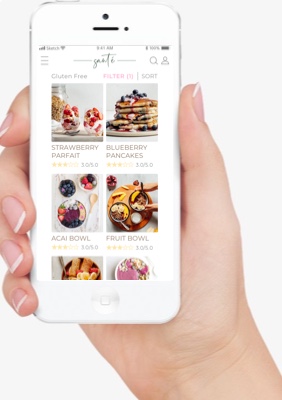 Sketch 9:41 AM 100%
santé
Gluten Free FILTER (1) | SORT
STRAWBERRY PARFAIT
3.0/5.0
BLUEBERRY PANCAKES
3.0/5.0
ACAI BOWL
3.0/5.0
FRUIT BOWL
3.0/5.0